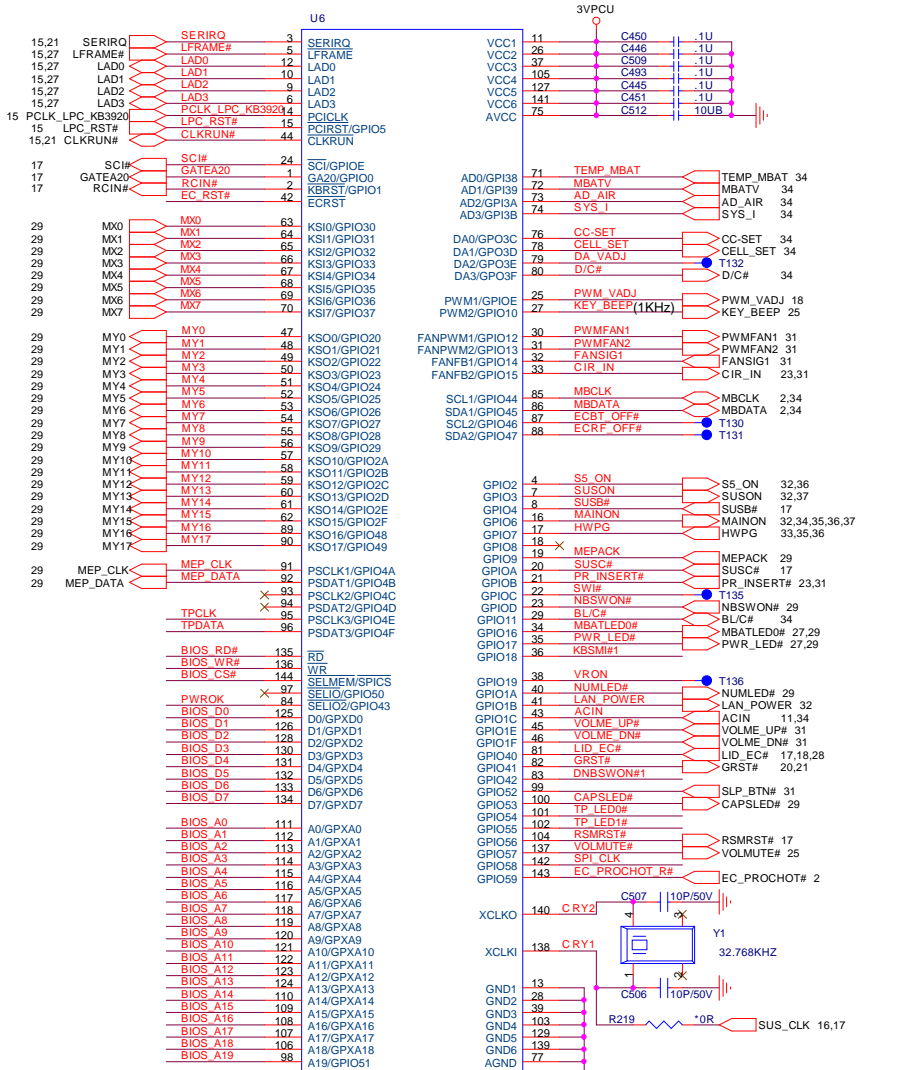 U6
15,21 SERIRQ SERIRQ 3 SERIRQ
15,27 LFRAME# LFRAME# 5 LFRAME
15,27 LAD0 LAD0 12 LAD0
15,27 LAD1 LAD1 10 LAD1
15,27 LAD2 LAD2 9 LAD2
15,27 LAD3 LAD3 6 LAD3
15 PCLK_LPC_KB3920 PCLK_LPC_KB3920 14 PCICLK
15 LPC_RST# LPC_RST# 15 PCIRST/GPIO5
15,21 CLKRUN# CLKRUN# 44 CLKRUN
17 SCI# SCI# 24 SCI/GPIOE
17 GATEA20 GATEA20 1 GA20/GPIO0
17 RCIN# RCIN# 2 KBRST/GPIO1
EC_RST# 42 ECRST
29 MX0 MX0 63 KSI0/GPIO30
29 MX1 MX1 64 KSI1/GPIO31
29 MX2 MX2 65 KSI2/GPIO32
29 MX3 MX3 66 KSI3/GPIO33
29 MX4 MX4 67 KSI4/GPIO34
29 MX5 MX5 68 KSI5/GPIO35
29 MX6 MX6 69 KSI6/GPIO36
29 MX7 MX7 70 KSI7/GPIO37
29 MY0 MY0 47 KSO0/GPIO20
29 MY1 MY1 48 KSO1/GPIO21
29 MY2 MY2 49 KSO2/GPIO22
29 MY3 MY3 50 KSO3/GPIO23
29 MY4 MY4 51 KSO4/GPIO24
29 MY5 MY5 52 KSO5/GPIO25
29 MY6 MY6 53 KSO6/GPIO26
29 MY7 MY7 54 KSO7/GPIO27
29 MY8 MY8 55 KSO8/GPIO28
29 MY9 MY9 56 KSO9/GPIO29
29 MY10 MY10 57 KSO10/GPIO2A
29 MY11 MY11 58 KSO11/GPIO2B
29 MY12 MY12 59 KSO12/GPIO2C
29 MY13 MY13 60 KSO13/GPIO2D
29 MY14 MY14 61 KSO14/GPIO2E
29 MY15 MY15 62 KSO15/GPIO2F
29 MY16 MY16 89 KSO16/GPIO48
29 MY17 MY17 90 KSO17/GPIO49
29 MEP_CLK MEP_CLK 91 PSCLK1/GPIO4A
29 MEP_DATA MEP_DATA 92 PSDAT1/GPIO4B
93 PSCLK2/GPIO4C
94 PSDAT2/GPIO4D
TPCLK 95 PSCLK3/GPIO4E
TPDATA 96 PSDAT3/GPIO4F
BIOS_RD# 135 RD
BIOS_WR# 136 WR
BIOS_CS# 144 SELMEM/SPICS
97 SELIO/GPIO50
PWROK 84 SELIO2/GPIO43
BIOS_D0 125 D0/GPXD0
BIOS_D1 126 D1/GPXD1
BIOS_D2 128 D2/GPXD2
BIOS_D3 130 D3/GPXD3
BIOS_D4 131 D4/GPXD4
BIOS_D5 132 D5/GPXD5
BIOS_D6 133 D6/GPXD6
BIOS_D7 134 D7/GPXD7
BIOS_A0 111 A0/GPXA0
BIOS_A1 112 A1/GPXA1
BIOS_A2 113 A2/GPXA2
BIOS_A3 114 A3/GPXA3
BIOS_A4 115 A4/GPXA4
BIOS_A5 116 A5/GPXA5
BIOS_A6 117 A6/GPXA6
BIOS_A7 118 A7/GPXA7
BIOS_A8 119 A8/GPXA8
BIOS_A9 120 A9/GPXA9
BIOS_A10 121 A10/GPXA10
BIOS_A11 122 A11/GPXA11
BIOS_A12 123 A12/GPXA12
BIOS_A13 124 A13/GPXA13
BIOS_A14 110 A14/GPXA14
BIOS_A15 109 A15/GPXA15
BIOS_A16 108 A16/GPXA16
BIOS_A17 107 A17/GPXA17
BIOS_A18 106 A18/GPXA18
BIOS_A19 98 A19/GPIO51
3VPCU
VCC1 11 C450 .1U
VCC2 26 C446 .1U
VCC3 37 C509 .1U
VCC4 105 C493 .1U
VCC5 127 C445 .1U
VCC6 141 C451 .1U
AVCC 75 C512 10UB
AD0/GPI38 71 TEMP_MBAT TEMP_MBAT 34
AD1/GPI39 72 MBATV MBATV 34
AD2/GPI3A 73 AD_AIR AD_AIR 34
AD3/GPI3B 74 SYS_I SYS_I 34
DA0/GPO3C 76 CC-SET CC-SET 34
DA1/GPO3D 78 CELL_SET CELL_SET 34
DA2/GPO3E 79 DA_VADJ T132
DA3/GPO3F 80 D/C# D/C# 34
PWM1/GPIOE 25 PWM_VADJ PWM_VADJ 18
PWM2/GPIO10 27 KEY_BEEP(1KHz) KEY_BEEP 25
FANPWM1/GPIO12 30 PWMFAN1 PWMFAN1 31
FANPWM2/GPIO13 31 PWMFAN2 PWMFAN2 31
FANFB1/GPIO14 32 FANSIG1 FANSIG1 31
FANFB2/GPIO15 33 CIR_IN CIR_IN 23,31
SCL1/GPIO44 85 MBCLK MBCLK 2,34
SDA1/GPIO45 86 MBDATA MBDATA 2,34
SCL2/GPIO46 87 ECBT_OFF# T130
SDA2/GPIO47 88 ECRF_OFF# T131
GPIO2 4 S5_ON S5_ON 32,36
GPIO3 7 SUSON SUSON 32,37
GPIO4 8 SUSB# SUSB# 17
GPIO6 16 MAINON MAINON 32,34,35,36,37
GPIO7 17 HWPG HWPG 33,35,36
GPIO8 18
GPIO9 19 MEPACK MEPACK 29
GPIOA 20 SUSC# SUSC# 17
GPIOB 21 PR_INSERT# PR_INSERT# 23,31
GPIOC 22 SWI# T135
GPIOD 23 NBSWON# NBSWON# 29
GPIO11 29 BL/C# BL/C# 34
GPIO16 34 MBATLED0# MBATLED0# 27,29
GPIO17 35 PWR_LED# PWR_LED# 27,29
GPIO18 36 KBSMI#1
GPIO19 38 VRON T136
GPIO1A 40 NUMLED# NUMLED# 29
GPIO1B 41 LAN_POWER LAN_POWER 32
GPIO1C 43 ACIN ACIN 11,34
GPIO1E 45 VOLME_UP# VOLME_UP# 31
GPIO1F 46 VOLME_DN# VOLME_DN# 31
GPIO40 81 LID_EC# LID_EC# 17,18,28
GPIO41 82 GRST# GRST# 20,21
GPIO42 83 DNBSWON#1
GPIO52 99 SLP_BTN# 31
GPIO53 100 CAPSLED# CAPSLED# 29
GPIO54 101 TP_LED0#
GPIO55 102 TP_LED1#
GPIO56 104 RSMRST# RSMRST# 17
GPIO57 137 VOLMUTE# VOLMUTE# 25
GPIO58 142 SPI_CLK
GPIO59 143 EC_PROCHOT_R# EC_PROCHOT# 2
C507 10P/50V
XCLKO 140 CRY2 4 3
Y1
XCLKI 138 CRY1 32.768KHZ
1 2
GND1 13 C506 10P/50V
GND2 28
GND3 39
GND4 103 R219 *0R SUS_CLK 16,17
GND5 129
GND6 139
AGND 77